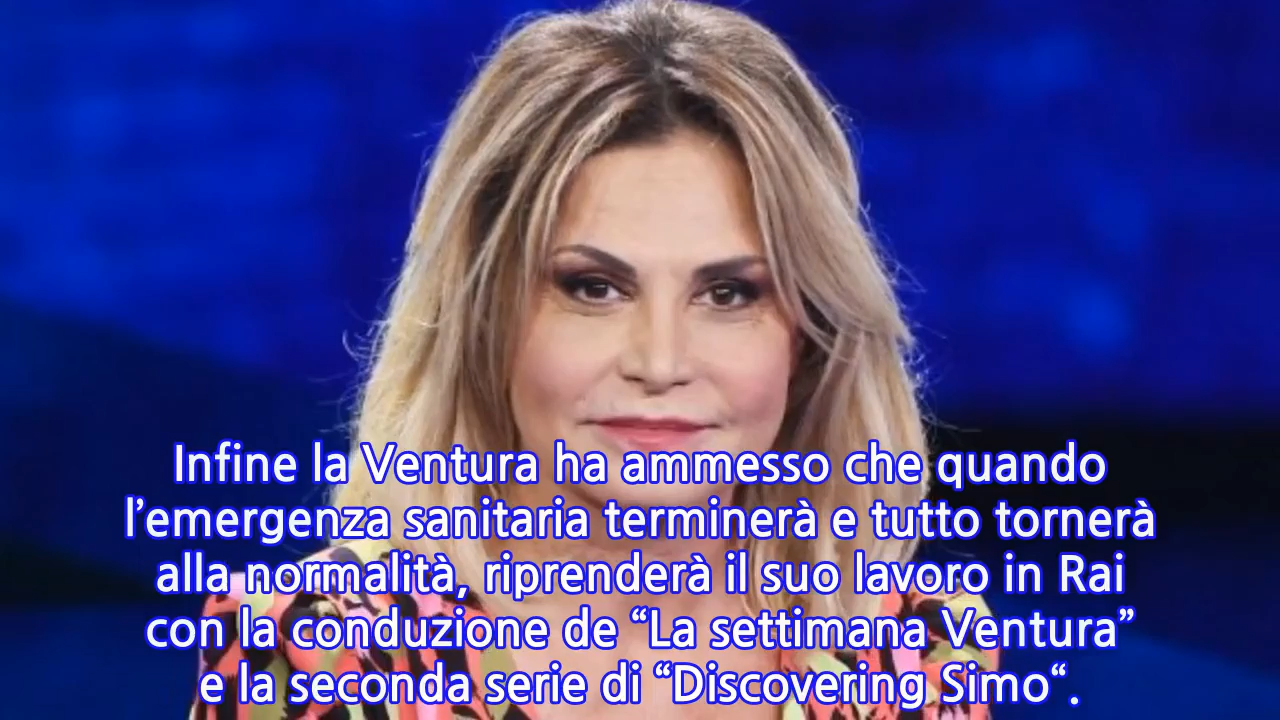 Infine la Ventura ha ammesso che quando
l’emergenza sanitaria terminerà e tutto tornerà
alla normalità, riprenderà il suo lavoro in Rai
con la conduzione de “La settimana Ventura”
e la seconda serie di “Discovering Simo“.